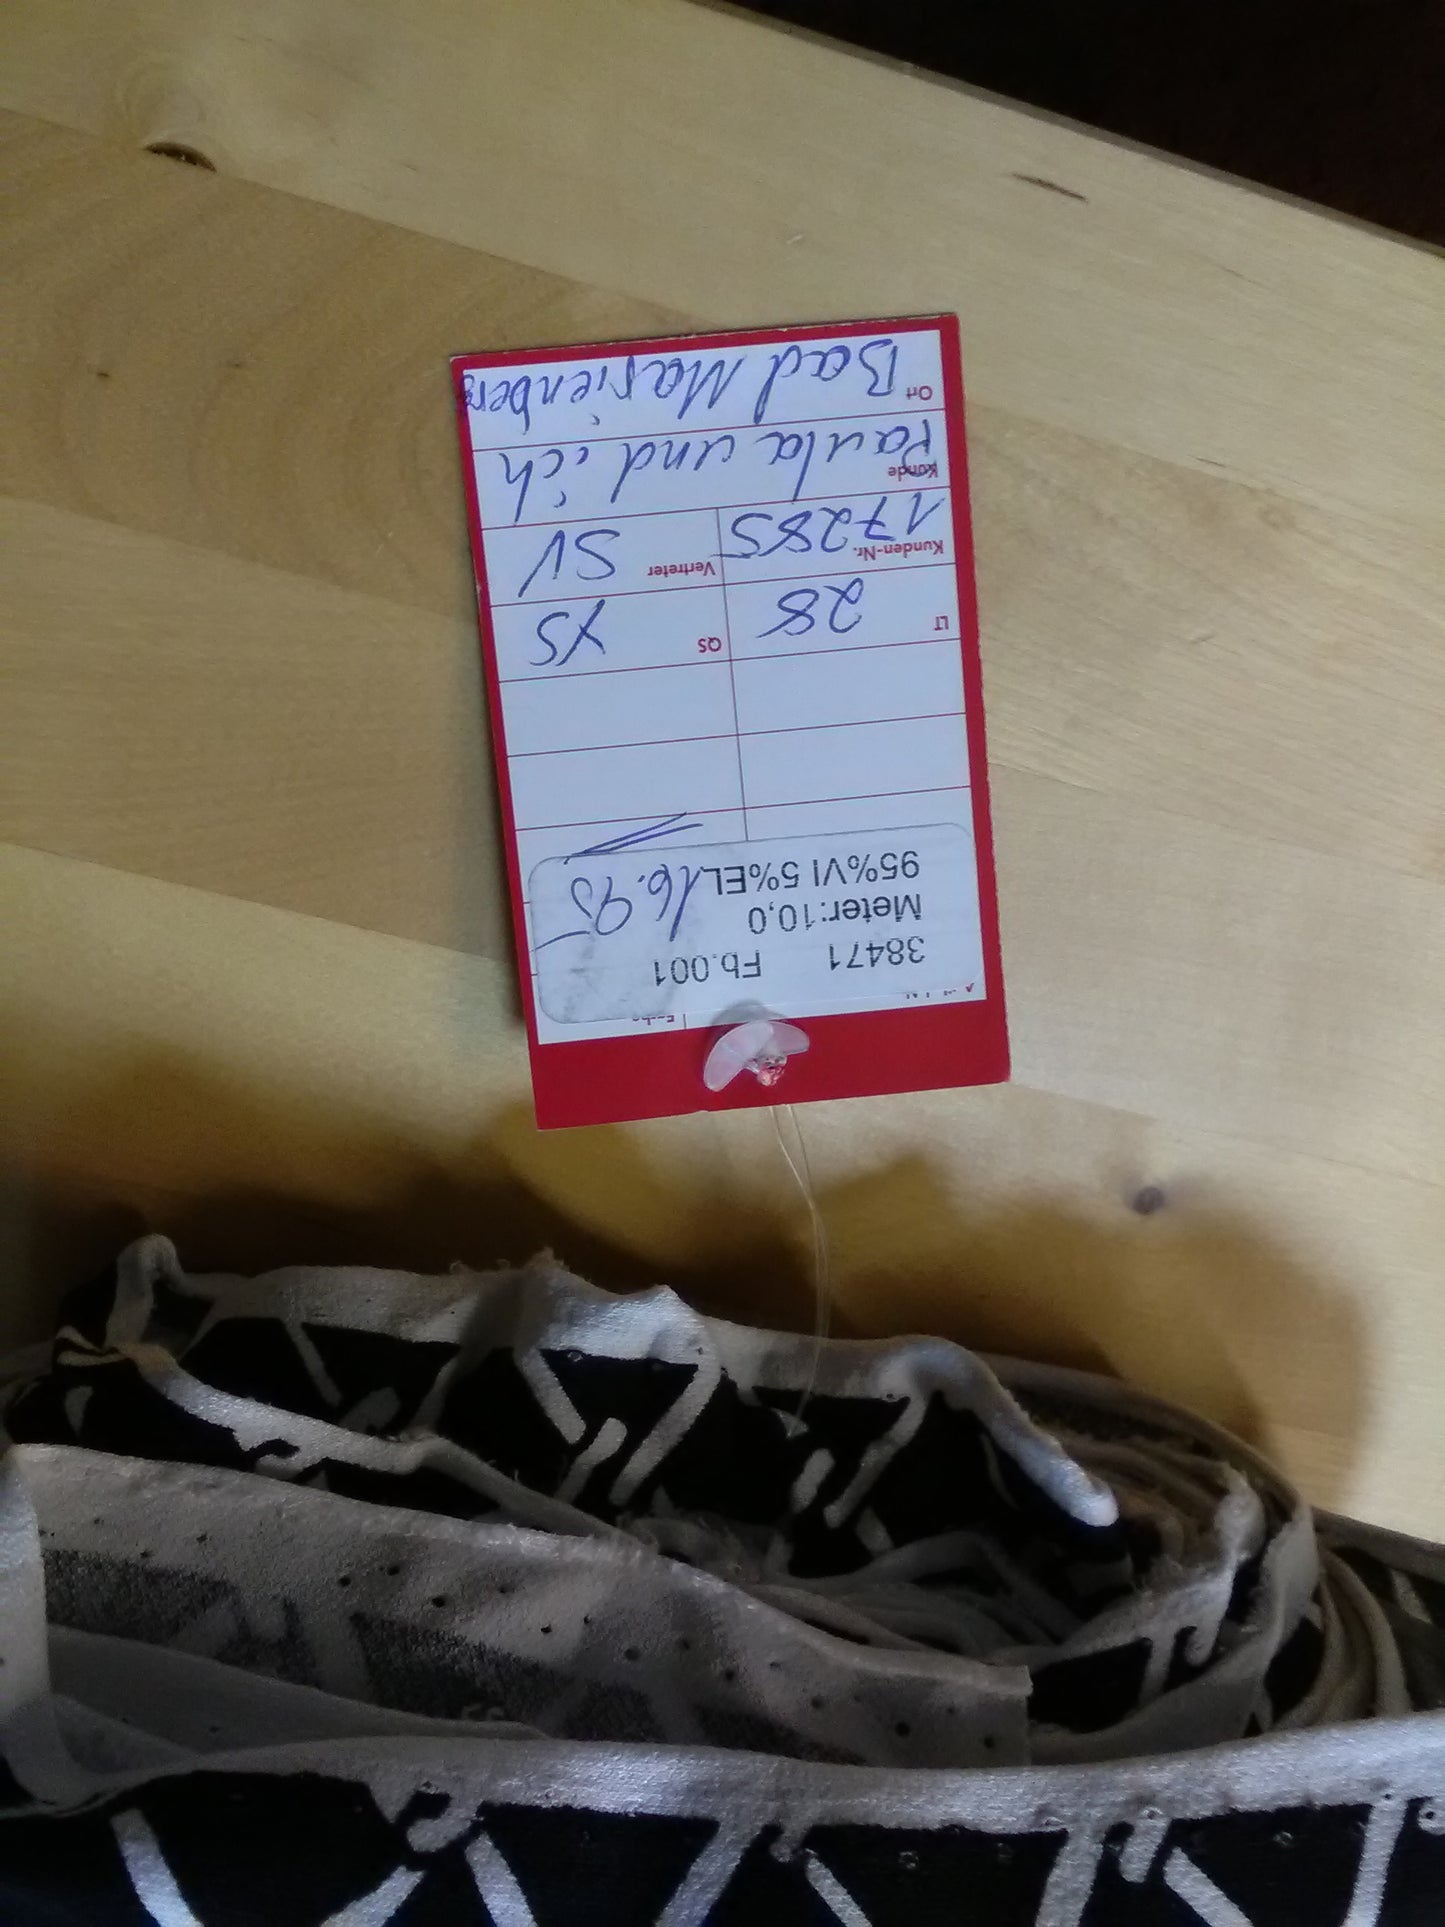 38471 Fb.001
Meter:10,0
95%VI 5%EL 16.95
LT 28 QS XS
Kunden-Nr. 17285 Vertreter SV
Kunde Paula und ich
Ort Bad Marienberg